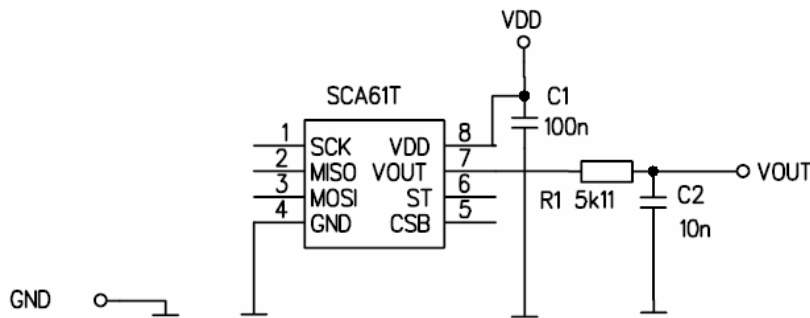 VDD
SCA61T
C1
100n
1 SCK VDD 8
2 MISO VOUT 7
3 MOSI ST 6
4 GND CSB 5
R1 5k11
C2
10n
VOUT
GND